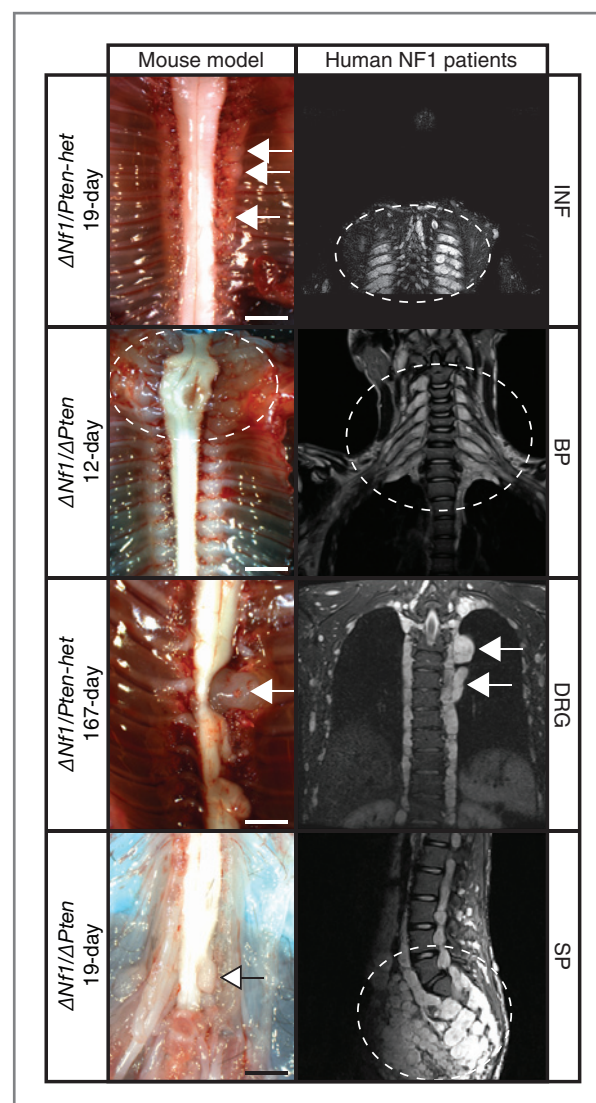 Mouse model
Human NF1 patients
ΔNf1/Pten-het
19-day
INF
ΔNf1/ΔPten
12-day
BP
ΔNf1/Pten-het
167-day
DRG
ΔNf1/ΔPten
19-day
SP